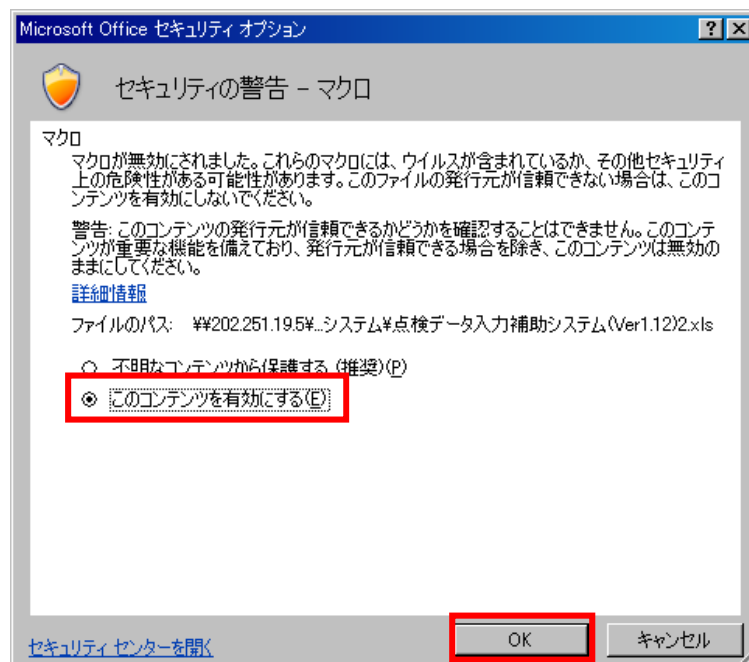 Microsoft Office セキュリティ オプション
セキュリティの警告 - マクロ
マクロ
マクロが無効にされました。これらのマクロには、ウイルスが含まれているか、その他セキュリティ
上の危険性がある可能性があります。このファイルの発行元が信頼できない場合は、このコ
ンテンツを有効にしないでください。
警告: このコンテンツの発行元が信頼できるかどうかを確認することはできません。このコンテ
ンツが重要な機能を備えており、発行元が信頼できる場合を除き、このコンテンツは無効の
ままにしてください。
詳細情報
ファイルのパス: ¥¥202.251.19.5¥...システム¥点検データ入力補助システム(Ver1.12)2.xls
不明なコンテンツから保護する (推奨)(P)
このコンテンツを有効にする(E)
セキュリティ センターを開く
OK
キャンセル